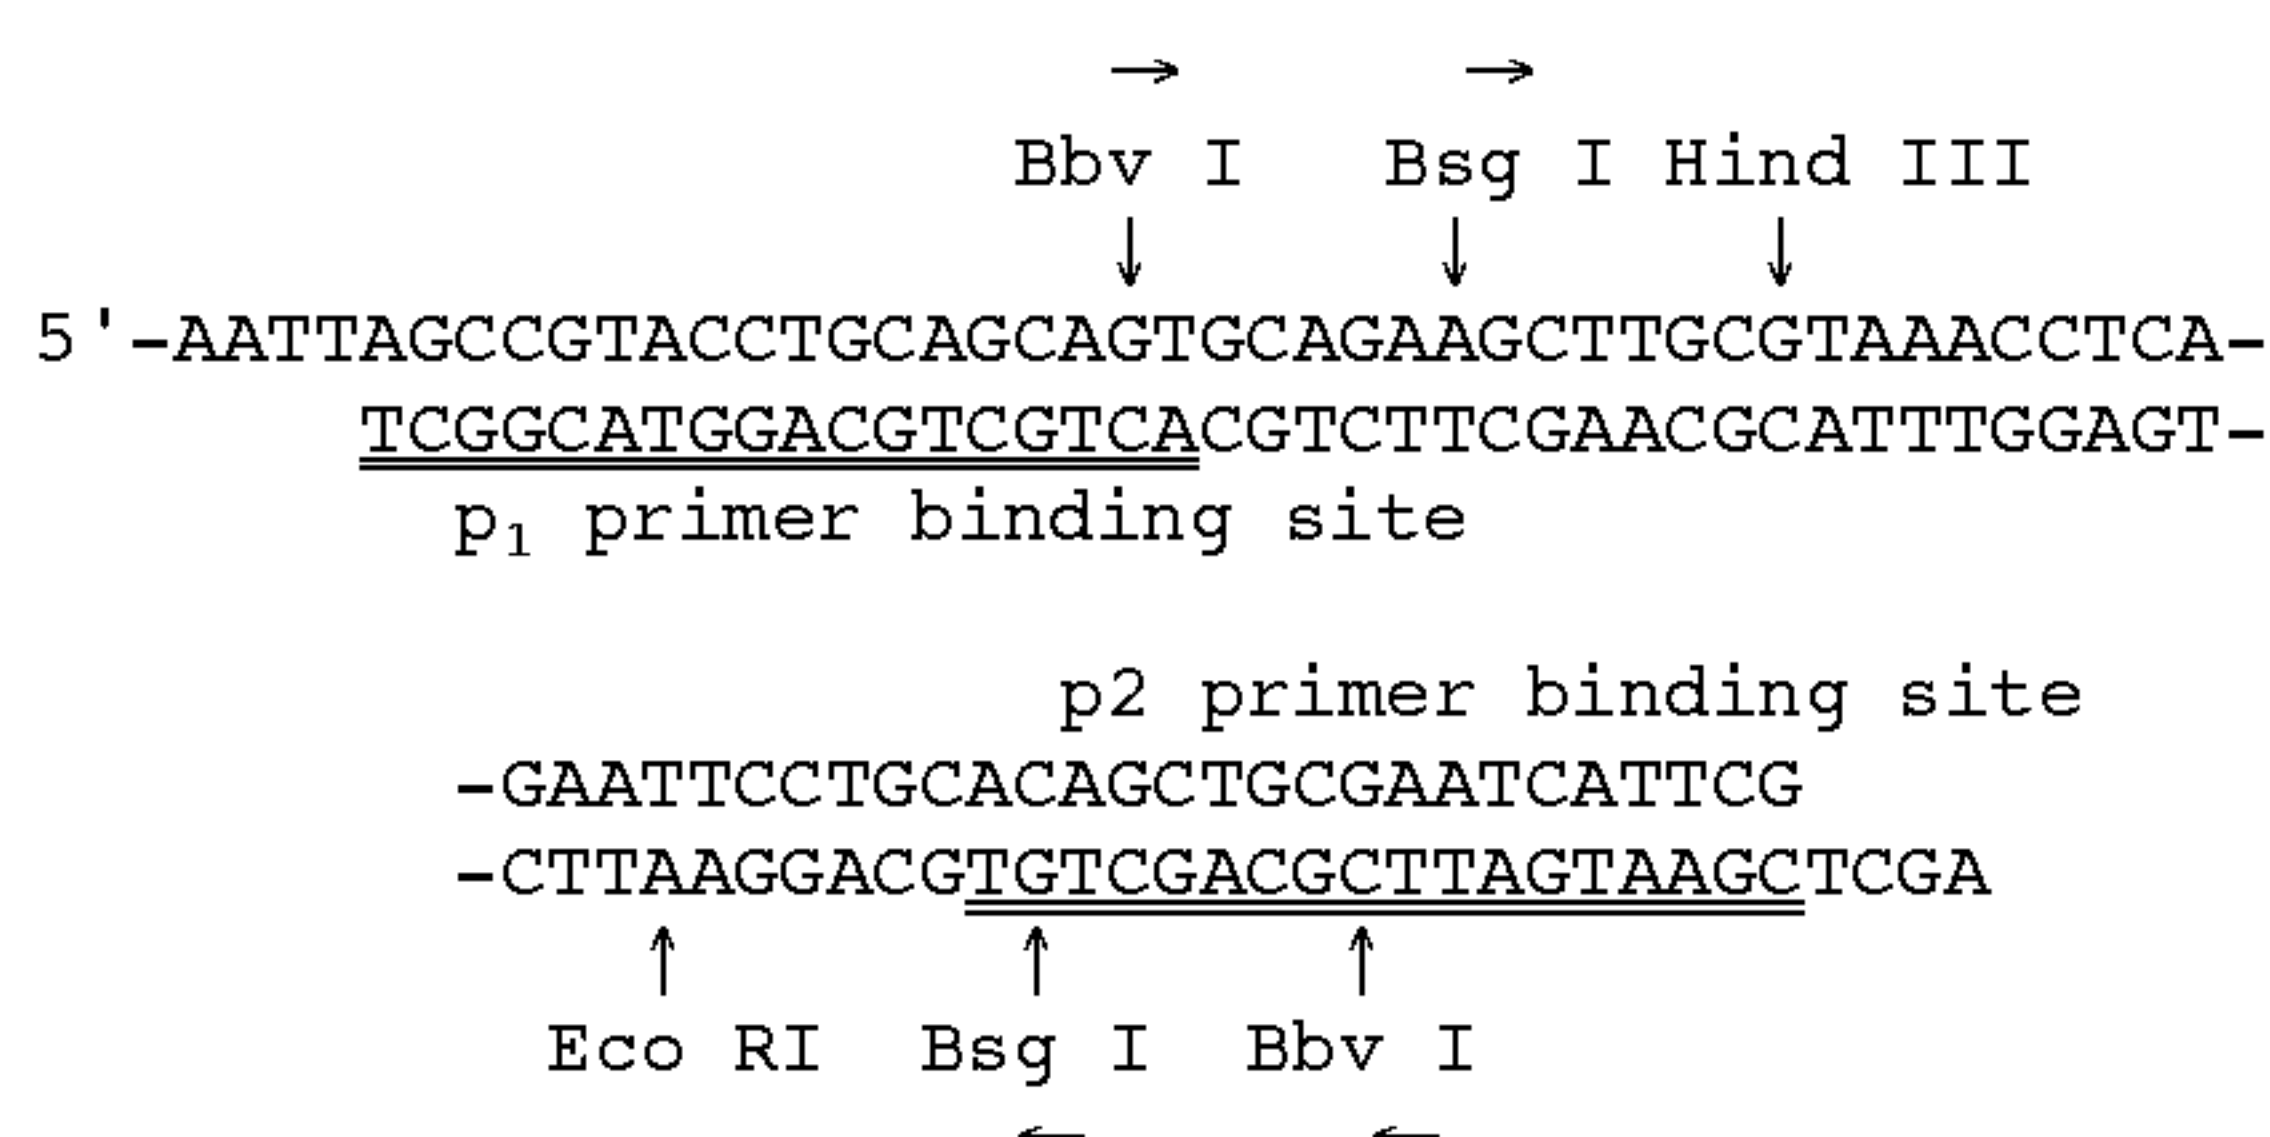 Bbv I Bsg I Hind III
5'-AATTAGCCGTACCTGCAGCAGTGCAGAAGCTTGCGTAAACCTCA-
TCGGCATGGACGTCGTCACGTCTTCGAACGCATTTGGAGT-
p₁ primer binding site
p2 primer binding site
-GAATTCCTGCACAGCTGCGAATCATTCG
-CTTAAGGACGTGTCGACGCTTAGTAAGCTCGA
Eco RI Bsg I Bbv I